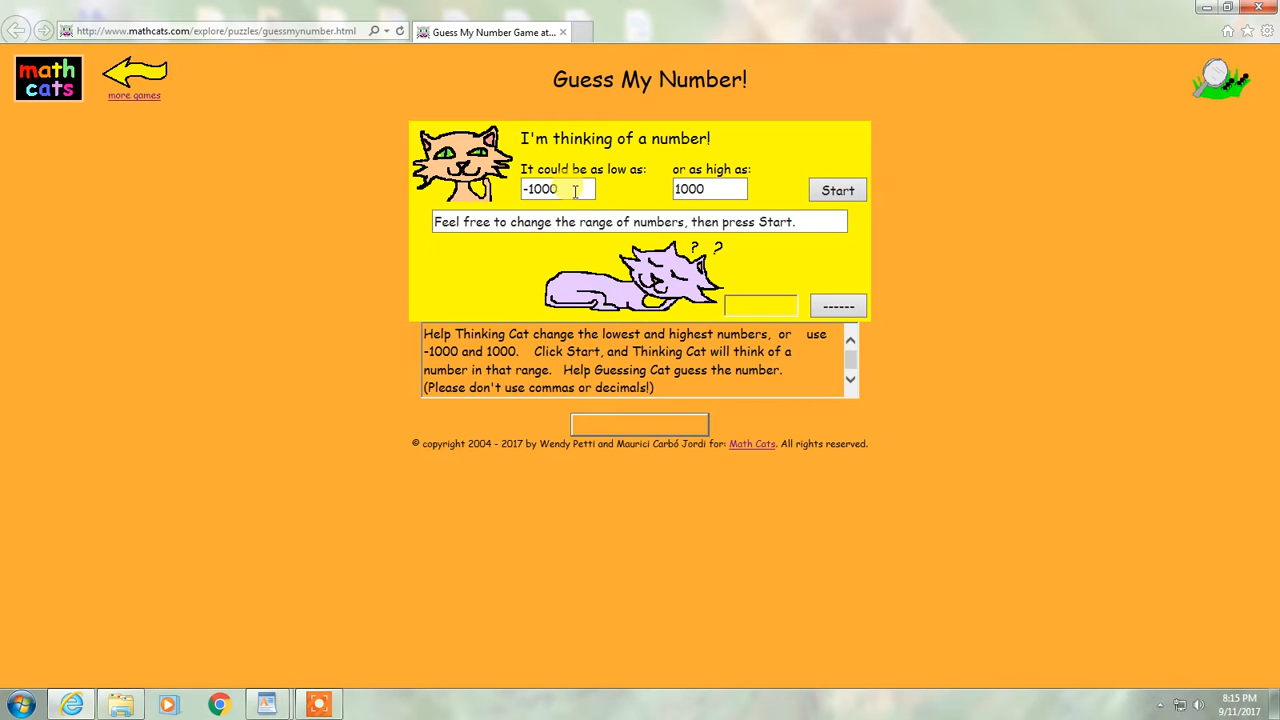 http://www.mathcats.com/explore/puzzles/guessmynumber.html
Guess My Number Game at...
math
cats
more games
Guess My Number!
I'm thinking of a number!
It could be as low as: or as high as:
-1000 1000 Start
Feel free to change the range of numbers, then press Start.
? ?
------
Help Thinking Cat change the lowest and highest numbers, or use
-1000 and 1000. Click Start, and Thinking Cat will think of a
number in that range. Help Guessing Cat guess the number.
(Please don't use commas or decimals!)
© copyright 2004 - 2017 by Wendy Petti and Maurici Carbó Jordi for: Math Cats. All rights reserved.
8:15 PM
9/11/2017